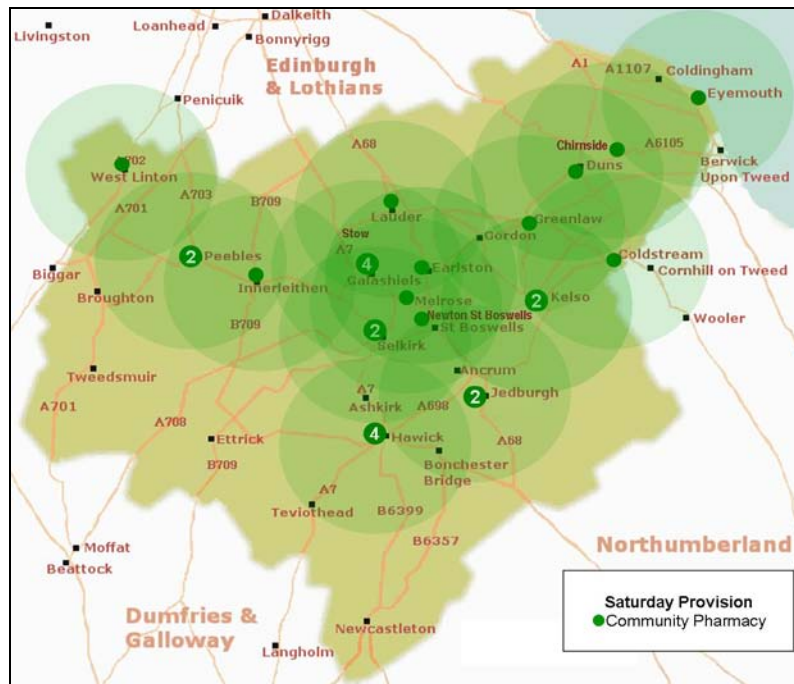 Dalkeith
Livingston
Loanhead
Bonnyrigg
Edinburgh
& Lothians
A1
A1107
Coldingham
Eyemouth
Penicuik
A68
Chirnside
A6105
Berwick
Upon Tweed
A702
West Linton
Duns
A703
B709
A701
Lauder
Greenlaw
Stow
A7
Gordon
2
Peebles
4
Galashiels
Earlston
Coldstream
Cornhill on Tweed
Biggar
Innerleithen
Broughton
Melrose
2
Kelso
Newton St Boswells
St Boswells
Wooler
B709
2
Selkirk
Tweedsmuir
Ancrum
A7
2
Jedburgh
A701
Ashkirk
A698
A708
4
Hawick
A68
Ettrick
B709
Bonchester
Bridge
A7
Teviothead
B6399
B6357
Moffat
Beattock
Northumberland
Dumfries &
Galloway
Newcastleton
Langholm
Saturday Provision
Community Pharmacy